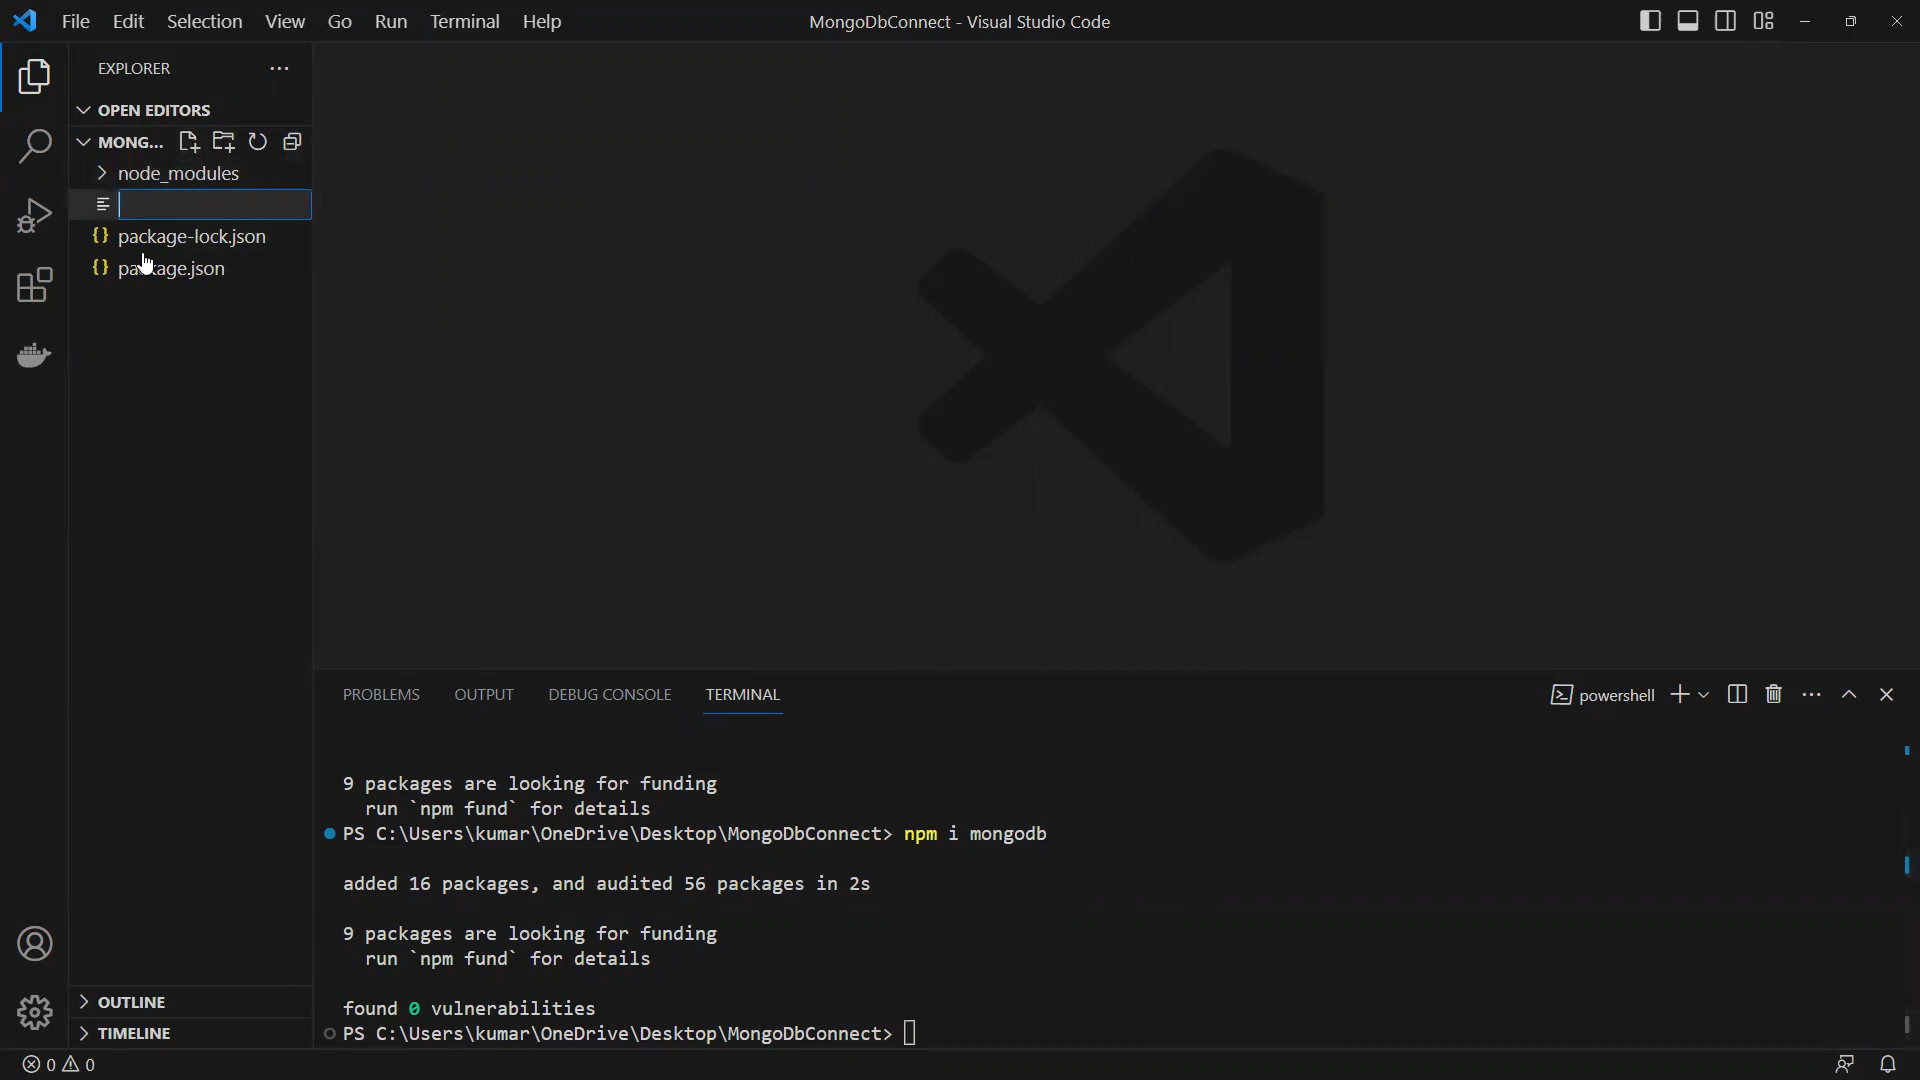 File Edit Selection View Go Run Terminal Help
MongoDbConnect - Visual Studio Code
EXPLORER
OPEN EDITORS
MONG...
node_modules
package-lock.json
package.json
OUTLINE
TIMELINE
PROBLEMS OUTPUT DEBUG CONSOLE TERMINAL
powershell
9 packages are looking for funding
run `npm fund` for details
PS C:\Users\kumar\OneDrive\Desktop\MongoDbConnect> npm i mongodb
added 16 packages, and audited 56 packages in 2s
9 packages are looking for funding
run `npm fund` for details
found 0 vulnerabilities
PS C:\Users\kumar\OneDrive\Desktop\MongoDbConnect>
0 0